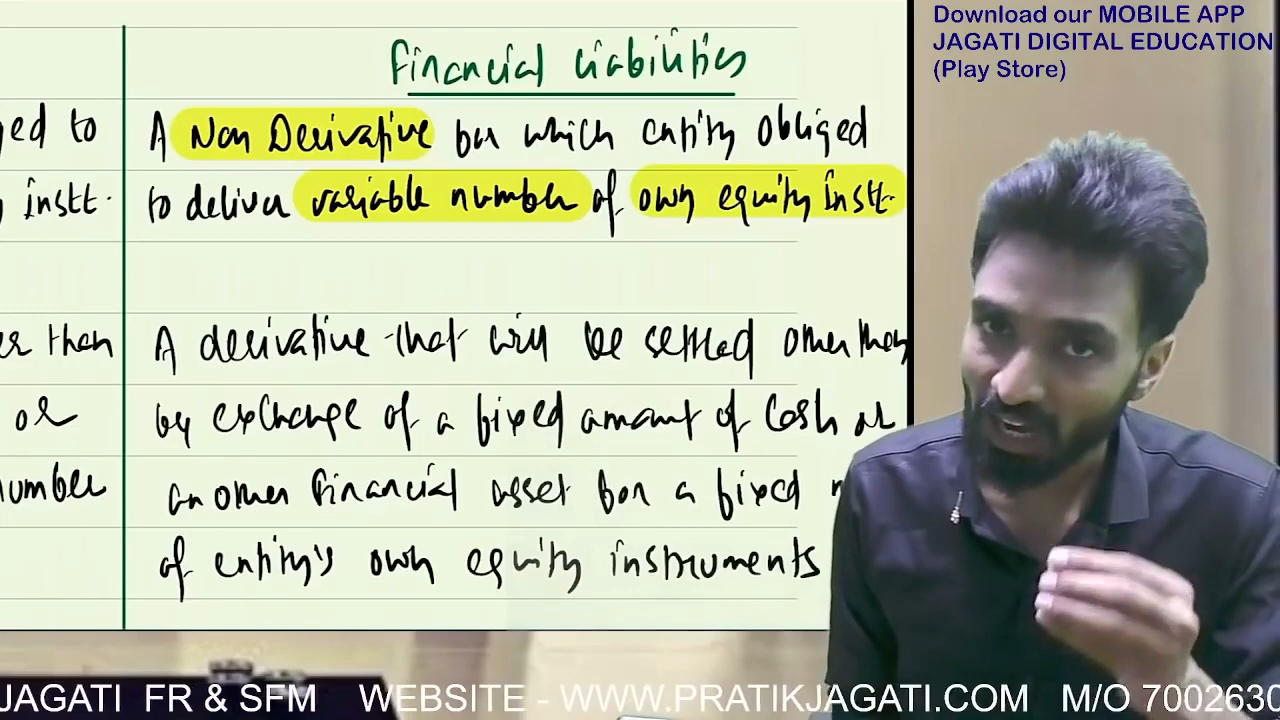 Download our MOBILE APP
JAGATI DIGITAL EDUCATION
(Play Store)
Financial Liabilities
ged to
A Non Derivative for which entity obliged
instt.
to deliver variable number of own equity instt.
er than
A derivative that will be settled other than
or
by exchange of a fixed amount of cash or
number
another financial asset for a fixed n
of entity's own equity instruments
JAGATI FR & SFM WEBSITE - WWW.PRATIKJAGATI.COM M/O 7002630